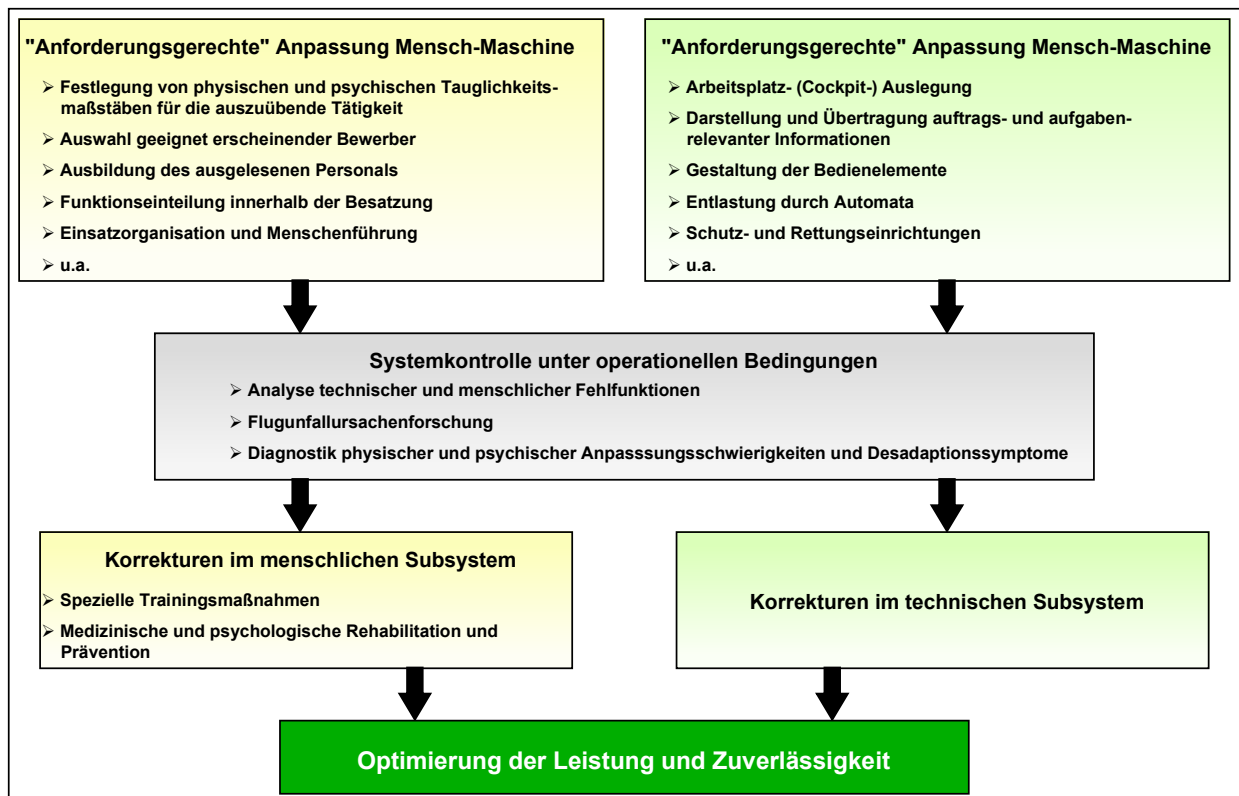 "Anforderungsgerechte" Anpassung Mensch-Maschine
➢ Festlegung von physischen und psychischen Tauglichkeits-
maßstäben für die auszuübende Tätigkeit
➢ Auswahl geeignet erscheinender Bewerber
➢ Ausbildung des ausgelesenen Personals
➢ Funktionseinteilung innerhalb der Besatzung
➢ Einsatzorganisation und Menschenführung
➢ u.a.
"Anforderungsgerechte" Anpassung Mensch-Maschine
➢ Arbeitsplatz- (Cockpit-) Auslegung
➢ Darstellung und Übertragung auftrags- und aufgaben-
relevanter Informationen
➢ Gestaltung der Bedienelemente
➢ Entlastung durch Automata
➢ Schutz- und Rettungseinrichtungen
➢ u.a.
Systemkontrolle unter operationellen Bedingungen
➢ Analyse technischer und menschlicher Fehlfunktionen
➢ Flugunfallursachenforschung
➢ Diagnostik physischer und psychischer Anpasssungsschwierigkeiten und Desadaptionssymptome
Korrekturen im menschlichen Subsystem
➢ Spezielle Trainingsmaßnahmen
➢ Medizinische und psychologische Rehabilitation und
Prävention
Korrekturen im technischen Subsystem
Optimierung der Leistung und Zuverlässigkeit